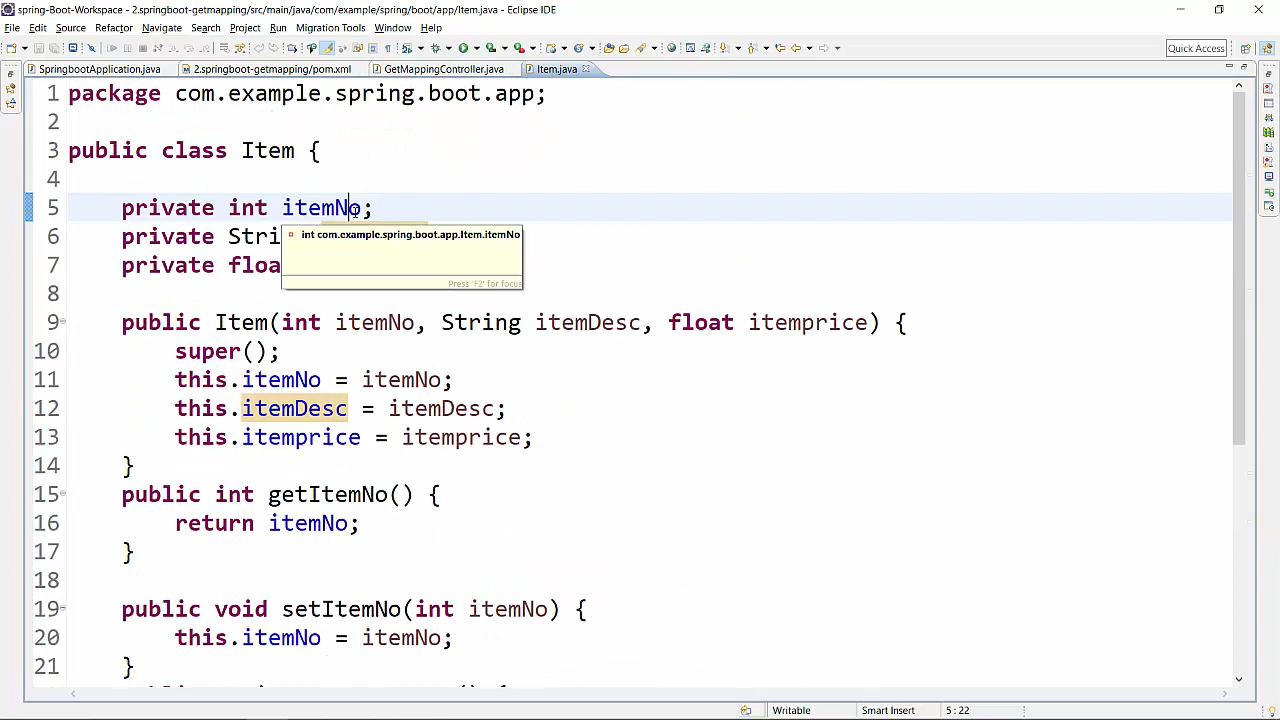 spring-Boot-Workspace - 2.springboot-getmapping/src/main/java/com/example/spring/boot/app/Item.java - Eclipse IDE
File Edit Source Refactor Navigate Search Project Run Mission Tools Window Help
Quick Access
SpringbootApplication.java 2.springboot-getmapping/pom.xml GetMappingController.java Item.java
1 package com.example.spring.boot.app;
2
3 public class Item {
4
5 private int itemNo;
6 private Stri
int com.example.spring.boot.app.Item.itemNo
7 private floa
Press 'F2' for focus
8
9 public Item(int itemNo, String itemDesc, float itemprice) {
10 super();
11 this.itemNo = itemNo;
12 this.itemDesc = itemDesc;
13 this.itemprice = itemprice;
14 }
15 public int getItemNo() {
16 return itemNo;
17 }
18
19 public void setItemNo(int itemNo) {
20 this.itemNo = itemNo;
21 }
Writable Smart Insert 5 : 22